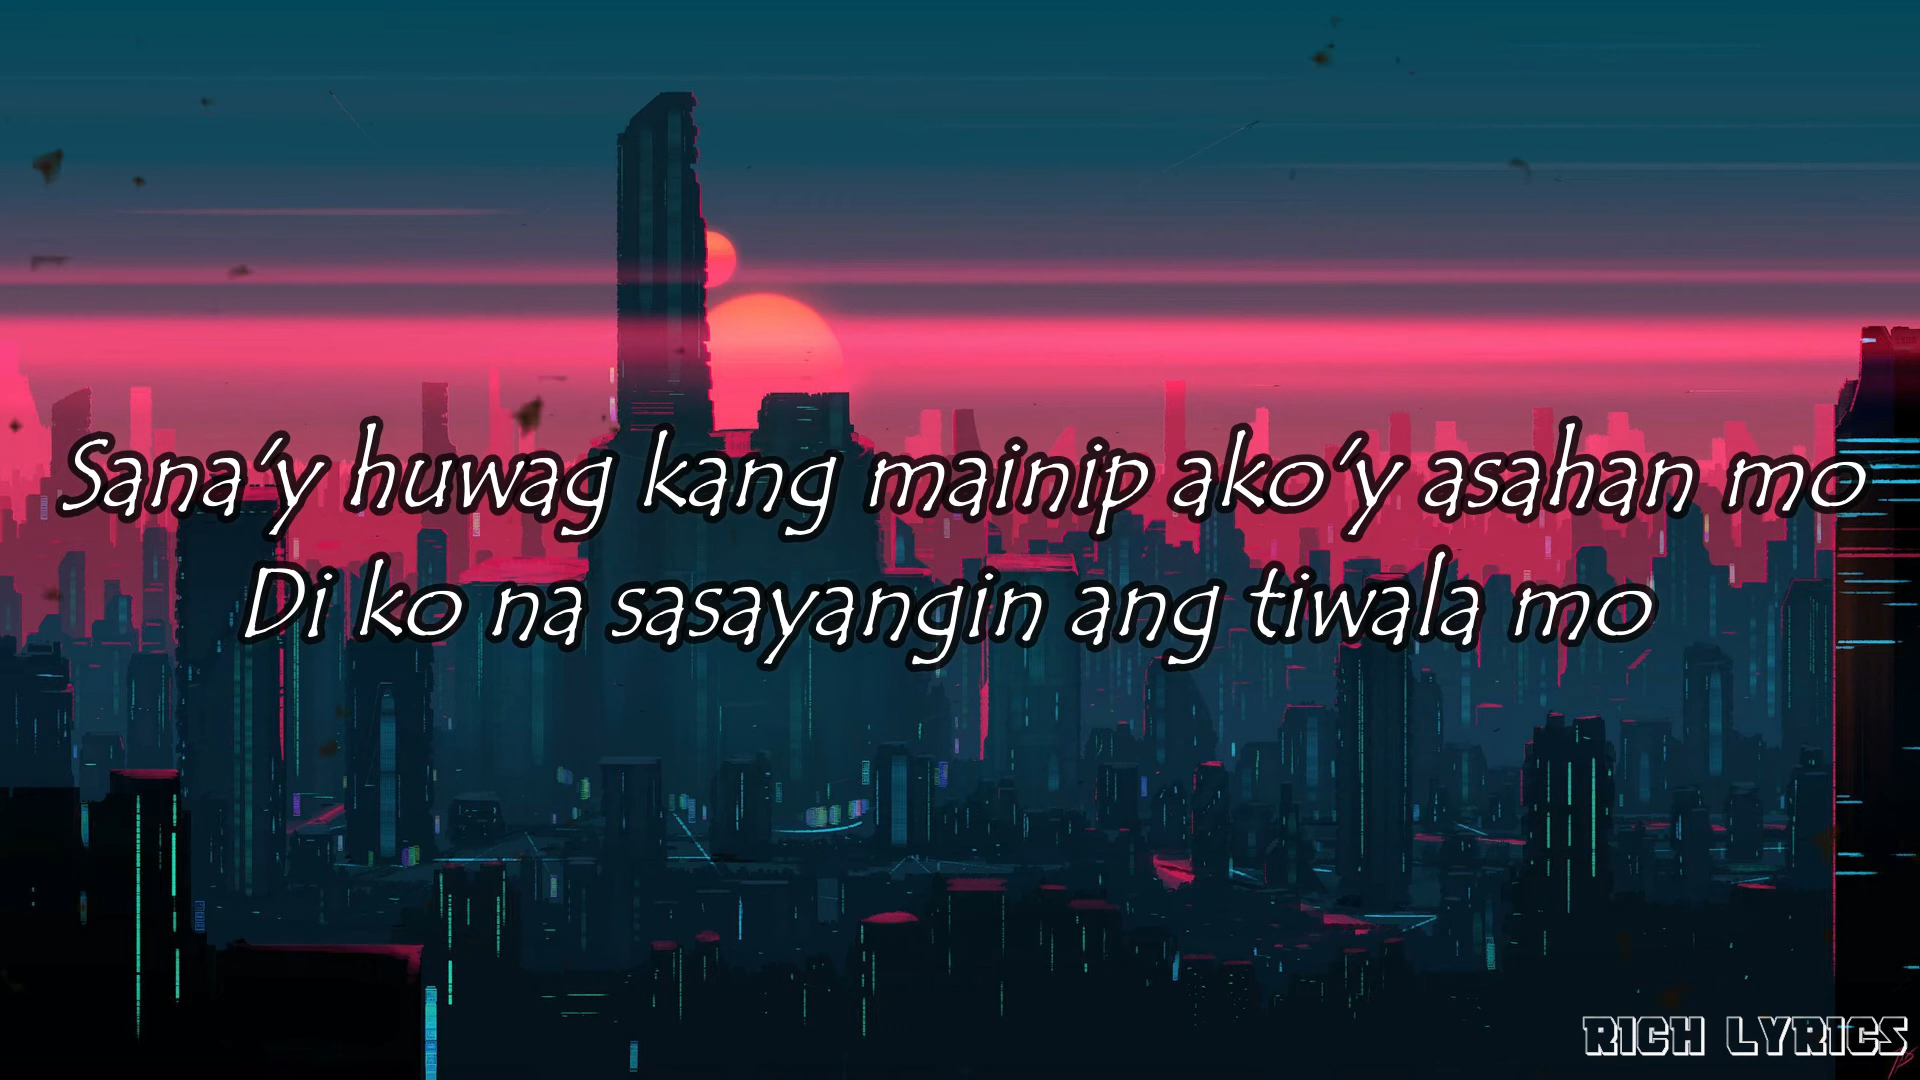 Sana'y huwag kang mainip ako'y asahan mo
Di ko na sasayangin ang tiwala mo
RICH LYRICS